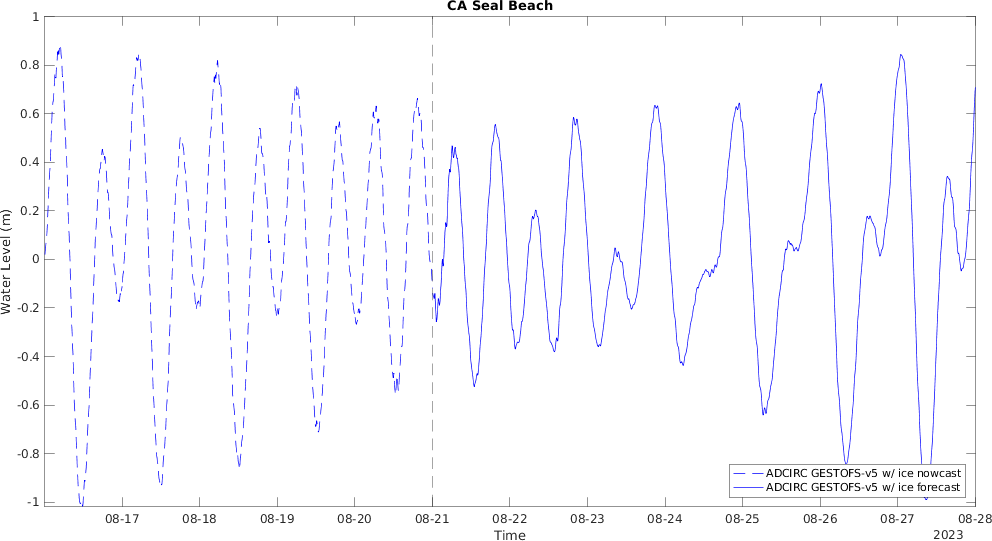 CA Seal Beach
Water Level (m)
1
0.8
0.6
0.4
0.2
0
-0.2
-0.4
-0.6
-0.8
-1
ADCIRC GESTOFS-v5 w/ ice nowcast
ADCIRC GESTOFS-v5 w/ ice forecast
08-17 08-18 08-19 08-20 08-21 08-22 08-23 08-24 08-25 08-26 08-27 08-28
Time
2023